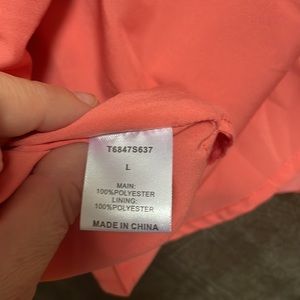 T6847S637
L
MAIN:
100%POLYESTER
LINING:
100%POLYESTER
MADE IN CHINA